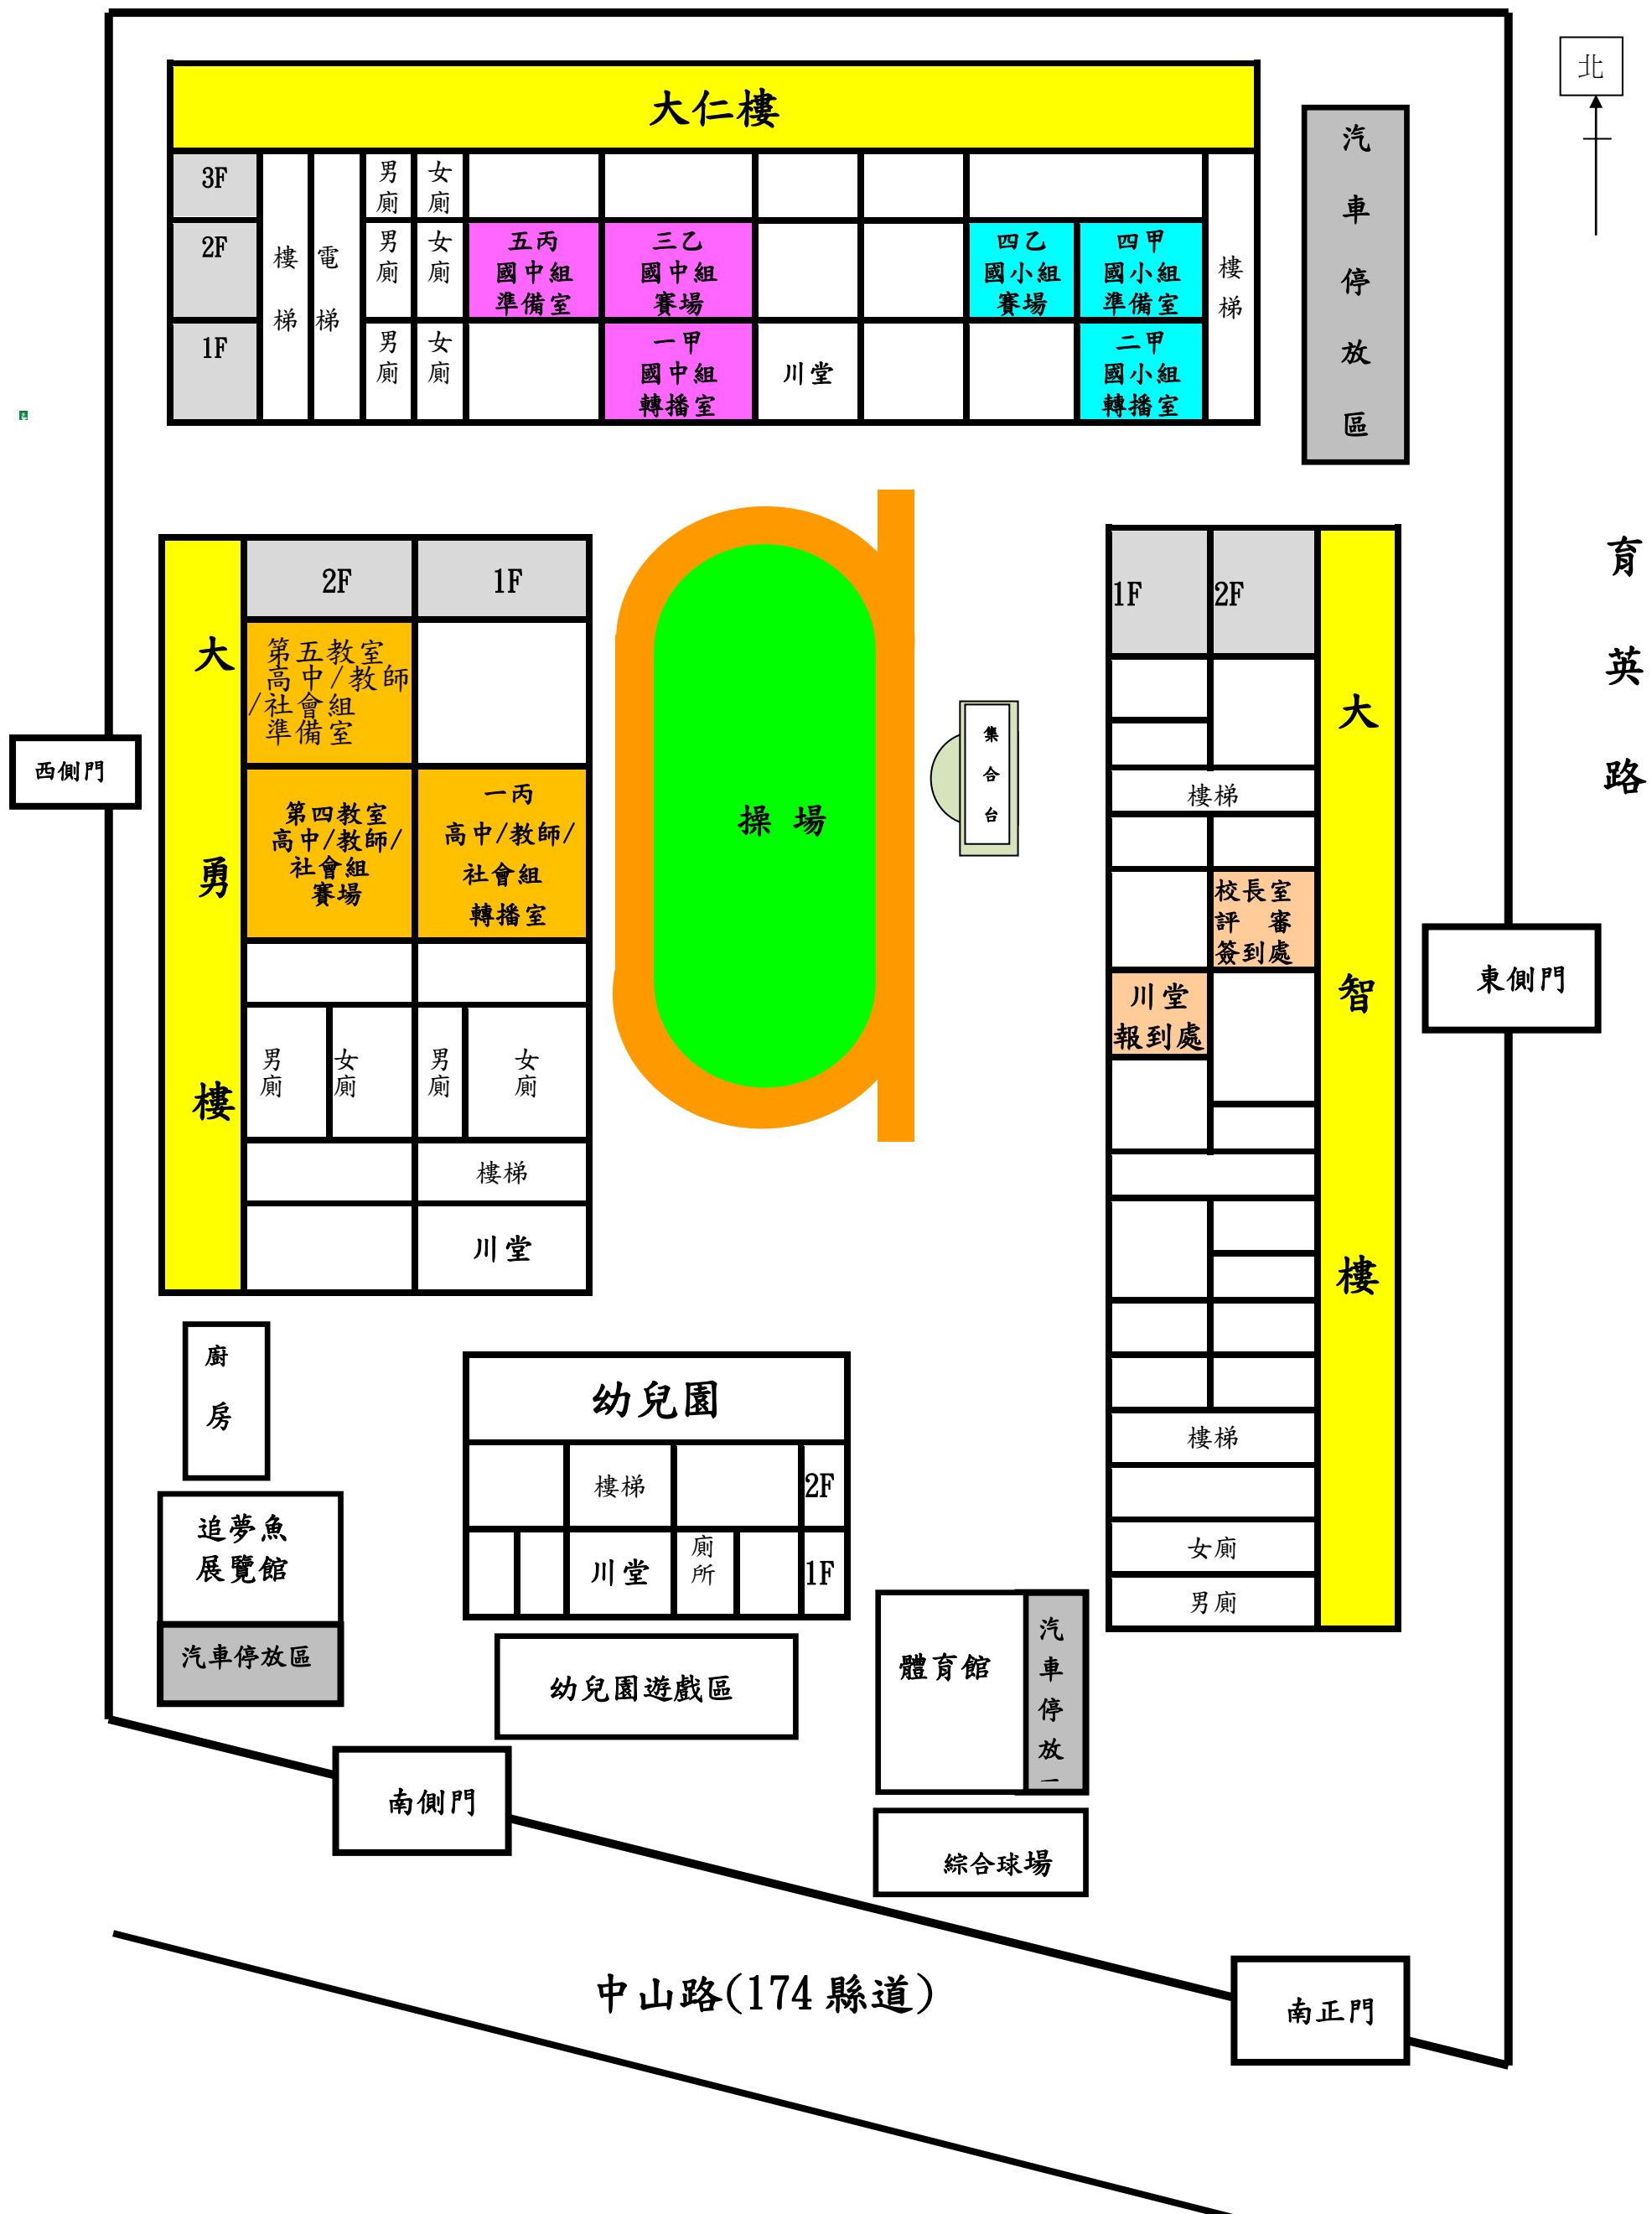 北
大仁樓
汽車停放區
3F
樓梯
電梯
男廁
女廁
2F
男廁
女廁
五丙
國中組
準備室
三乙
國中組
賽場
四乙
國小組
賽場
四甲
國小組
準備室
樓梯
1F
男廁
女廁
一甲
國中組
轉播室
川堂
二甲
國小組
轉播室
育英路
大勇樓
2F
1F
第五教室
高中/教師
/社會組
準備室
第四教室
高中/教師/
社會組
賽場
一丙
高中/教師/
社會組
轉播室
男廁
女廁
男廁
女廁
樓梯
川堂
西側門
操 場
集合台
1F
2F
大智樓
樓梯
校長室
評 審
簽到處
川堂
報到處
樓梯
女廁
男廁
東側門
廚房
追夢魚
展覽館
汽車停放區
幼兒園
樓梯
2F
川堂
廁所
1F
幼兒園遊戲區
體育館
汽車停放
綜合球場
南側門
南正門
中山路(174 縣道)